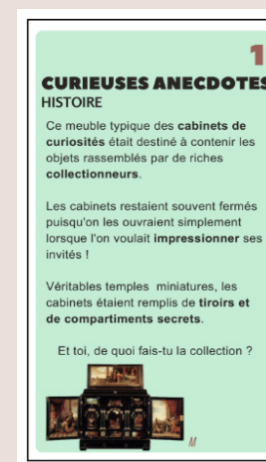 1
CURIEUSES ANECDOTES
HISTOIRE
Ce meuble typique des cabinets de
curiosités était destiné à contenir les
objets rassemblés par de riches
collectionneurs.
Les cabinets restaient souvent fermés
puisqu'on les ouvraient simplement
lorsque l'on voulait impressionner ses
invités !
Véritables temples miniatures, les
cabinets étaient remplis de tiroirs et
de compartiments secrets.
Et toi, de quoi fais-tu la collection ?
M